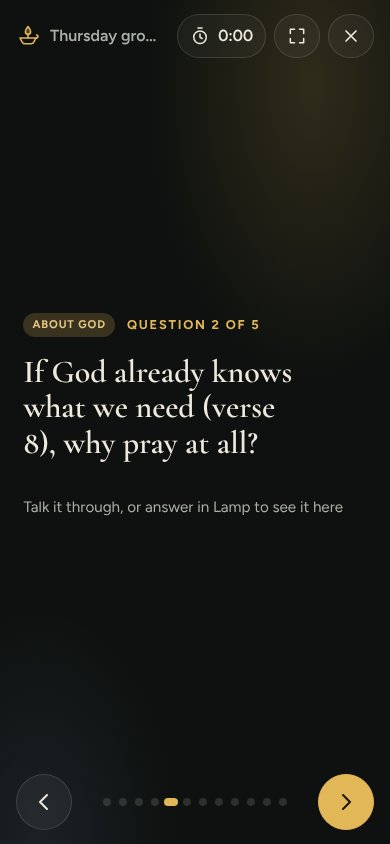 Thursday gro...
0:00
ABOUT GOD
QUESTION 2 OF 5
If God already knows
what we need (verse
8), why pray at all?
Talk it through, or answer in Lamp to see it here